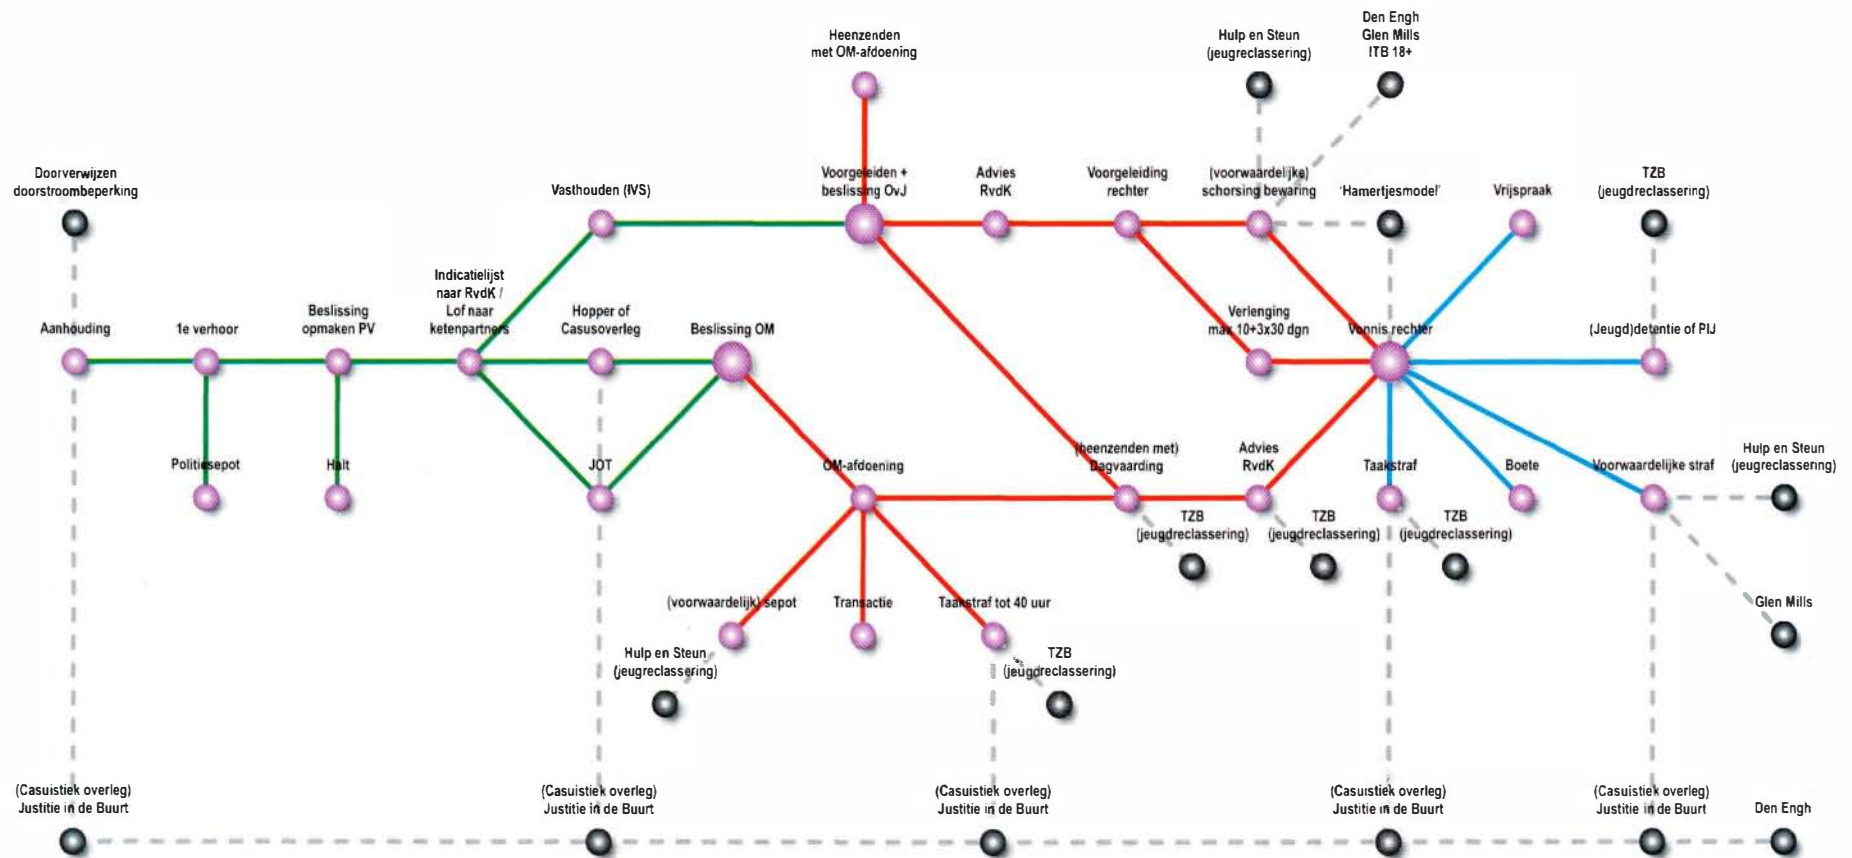 Den Engh
Glen Mills
ITB 18+
Heenzenden
met OM-afdoening
Hulp en Steun
(jeugreclassering)
Doorverwijzen
doorstroombeperking
Vasthouden (IVS)
Voorgeleiden +
beslissing OvJ
Advies
RvdK
Voorgeleiding
rechter
(voorwaardelijke)
schorsing bewaring
'Hamertjesmodel'
Vrijspraak
TZB
(jeugdreclassering)
Aanhouding
1e verhoor
Beslissing
opmaken PV
Indicatielijst
naar RvdK /
Lof naar
ketenpartners
Hopper of
Casusoverleg
Beslissing OM
Verlenging
max 10+3x30 dgn
Vonnis rechter
(Jeugd)detentie of PIJ
Politiesepot
Halt
JOT
OM-afdoening
(heenzenden met)
Dagvaarding
Advies
RvdK
Taakstraf
Boete
Voorwaardelijke straf
Hulp en Steun
(jeugreclassering)
TZB
(jeugdreclassering)
TZB
(jeugdreclassering)
TZB
(jeugdreclassering)
(voorwaardelijk) sepot
Transactie
Taakstraf tot 40 uur
Glen Mills
Hulp en Steun
(jeugreclassering)
TZB
(jeugdreclassering)
(Casuistiek overleg)
Justitie in de Buurt
(Casuistiek overleg)
Justitie in de Buurt
(Casuistiek overleg)
Justitie in de Buurt
(Casuistiek overleg)
Justitie in de Buurt
(Casuistiek overleg)
Justitie in de Buurt
Den Engh